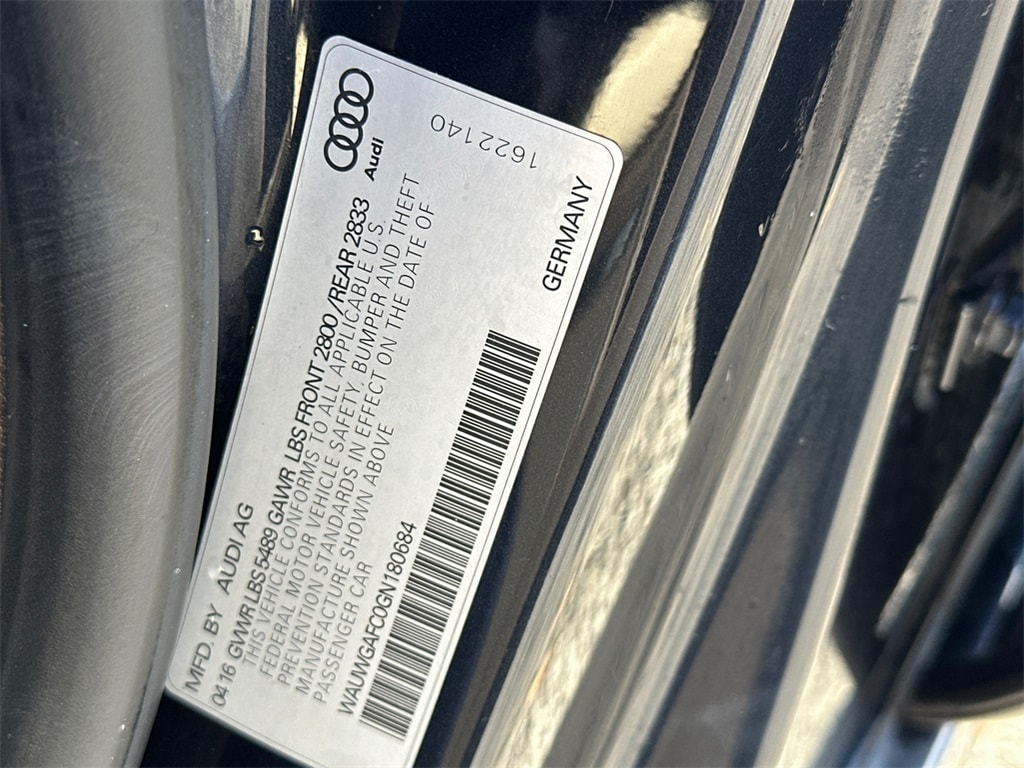 MFD. BY AUDI AG
04 16 GVWR LBS 5489 GAWR LBS FRONT 2800 /REAR 2833
THIS VEHICLE CONFORMS TO ALL APPLICABLE U.S.
FEDERAL MOTOR VEHICLE SAFETY, BUMPER AND THEFT
PREVENTION STANDARDS IN EFFECT ON THE DATE OF
MANUFACTURE SHOWN ABOVE
PASSENGER CAR
WAUWGAFC0GN180684
Audi
1622140
GERMANY